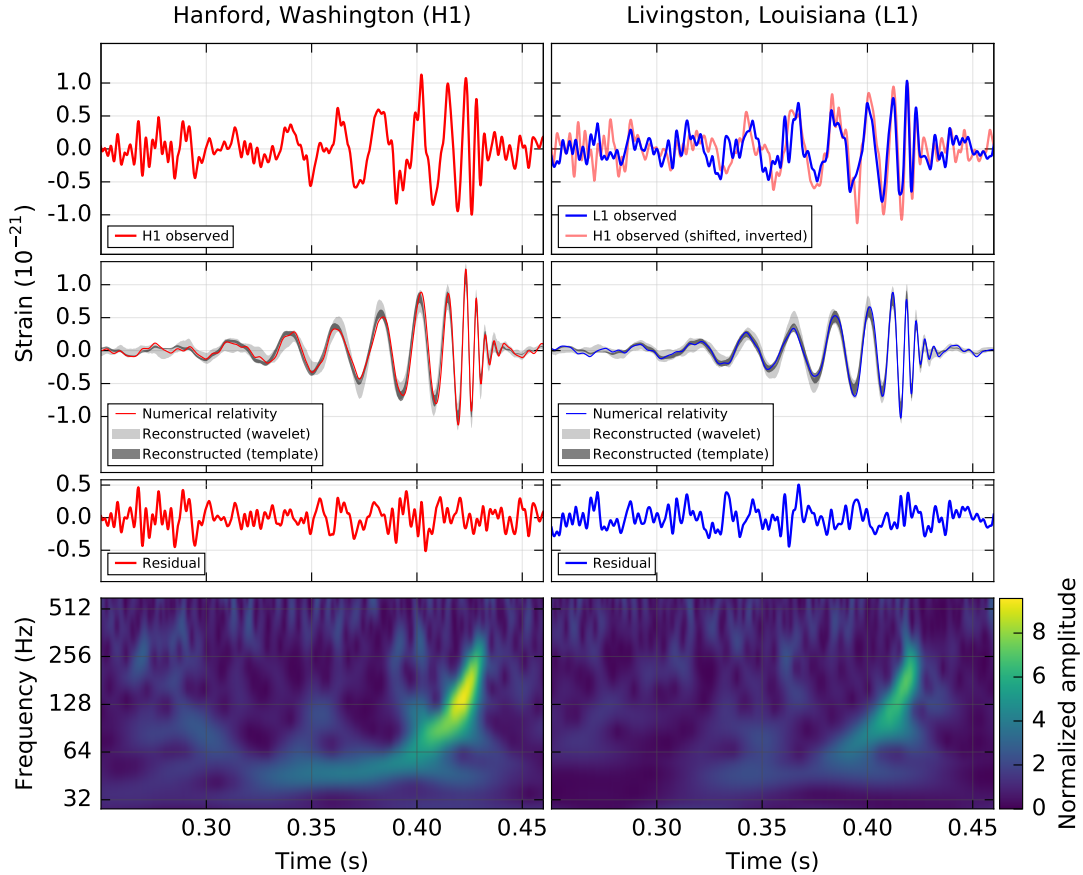 Hanford, Washington (H1)
Livingston, Louisiana (L1)
Strain (10⁻²¹)
1.0
0.5
0.0
-0.5
-1.0
H1 observed
L1 observed
H1 observed (shifted, inverted)
1.0
0.5
0.0
-0.5
-1.0
Numerical relativity
Reconstructed (wavelet)
Reconstructed (template)
Numerical relativity
Reconstructed (wavelet)
Reconstructed (template)
0.5
0.0
-0.5
Residual
Residual
Frequency (Hz)
512
256
128
64
32
Normalized amplitude
8
6
4
2
0
0.30
0.35
0.40
0.45
0.30
0.35
0.40
0.45
Time (s)
Time (s)